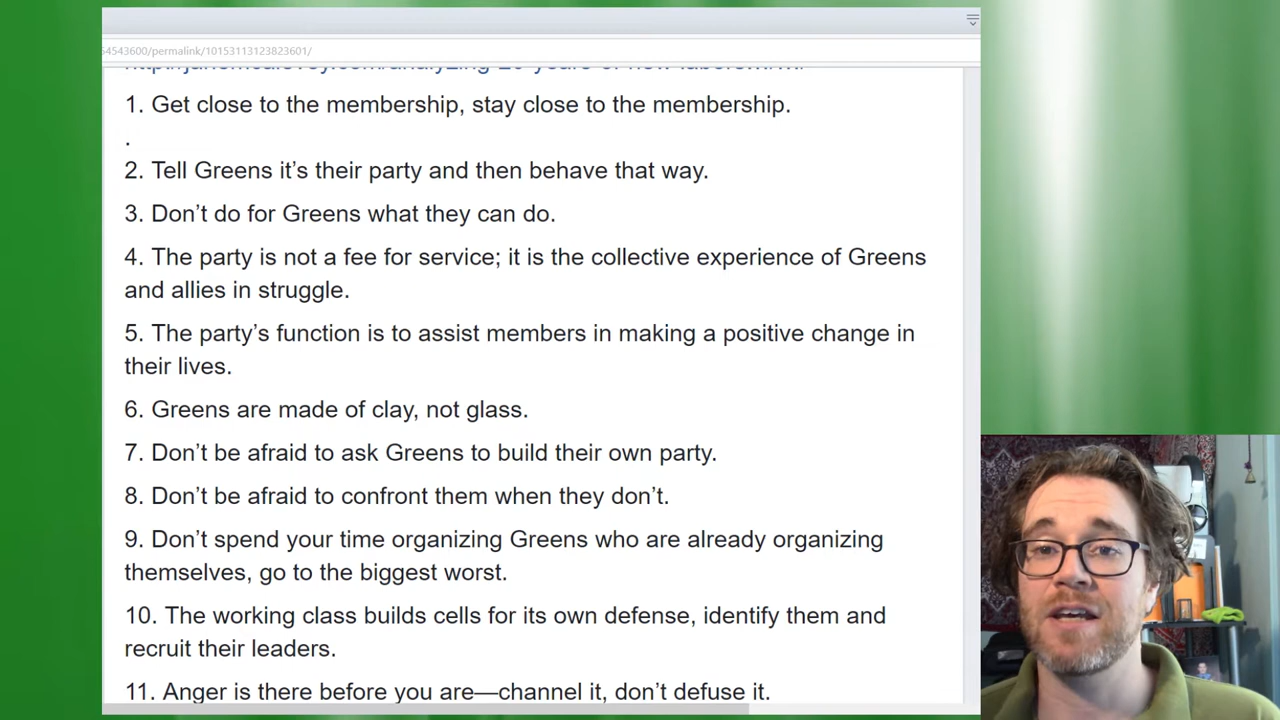 54543600/permalink/10153113123823601/
1. Get close to the membership, stay close to the membership.
.
2. Tell Greens it’s their party and then behave that way.
3. Don’t do for Greens what they can do.
4. The party is not a fee for service; it is the collective experience of Greens
and allies in struggle.
5. The party’s function is to assist members in making a positive change in
their lives.
6. Greens are made of clay, not glass.
7. Don’t be afraid to ask Greens to build their own party.
8. Don’t be afraid to confront them when they don’t.
9. Don’t spend your time organizing Greens who are already organizing
themselves, go to the biggest worst.
10. The working class builds cells for its own defense, identify them and
recruit their leaders.
11. Anger is there before you are—channel it, don’t defuse it.